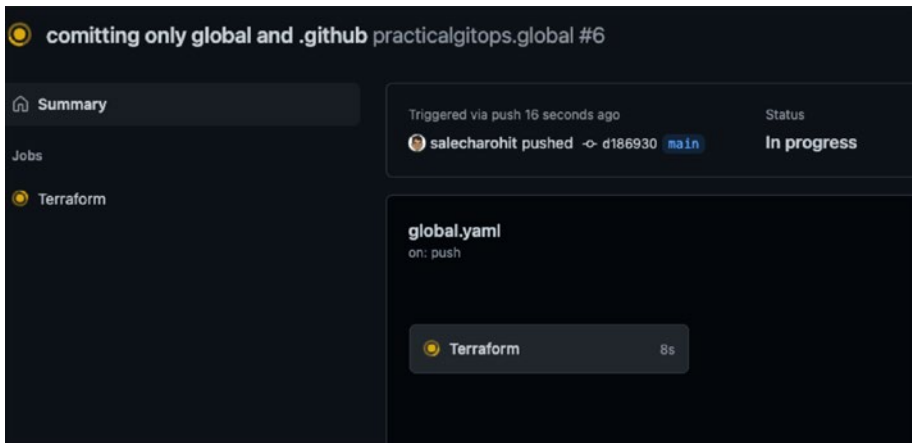 comitting only global and .github practicalgitops.global #6
Summary
Jobs
Terraform
Triggered via push 16 seconds ago
salecharohit pushed d186930 main
Status
In progress
global.yaml
on: push
Terraform 8s